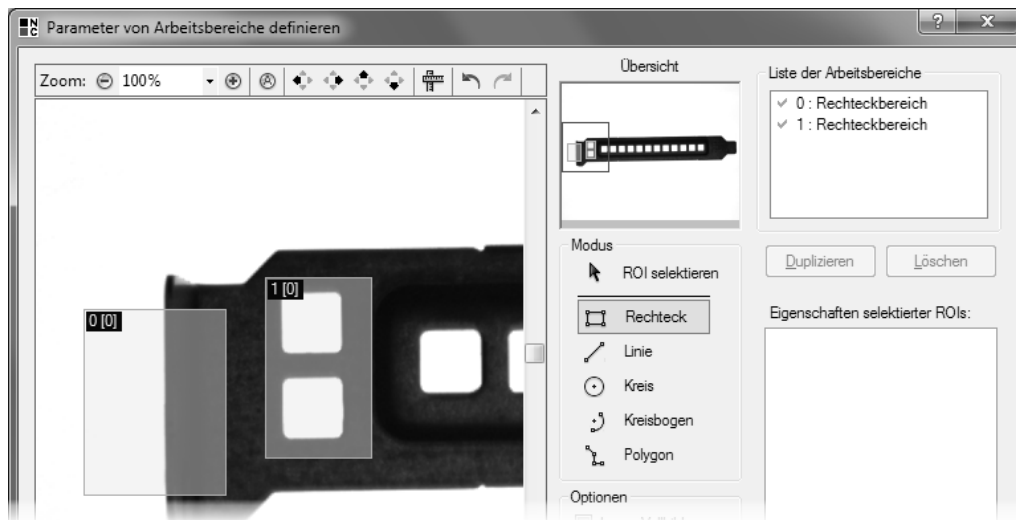 Parameter von Arbeitsbereiche definieren
Zoom: 100%
Übersicht
Liste der Arbeitsbereiche
0 : Rechteckbereich
1 : Rechteckbereich
Modus
ROI selektieren
Duplizieren Löschen
1 [0]
0 [0]
Rechteck
Eigenschaften selektierter ROIs:
Linie
Kreis
Kreisbogen
Polygon
Optionen